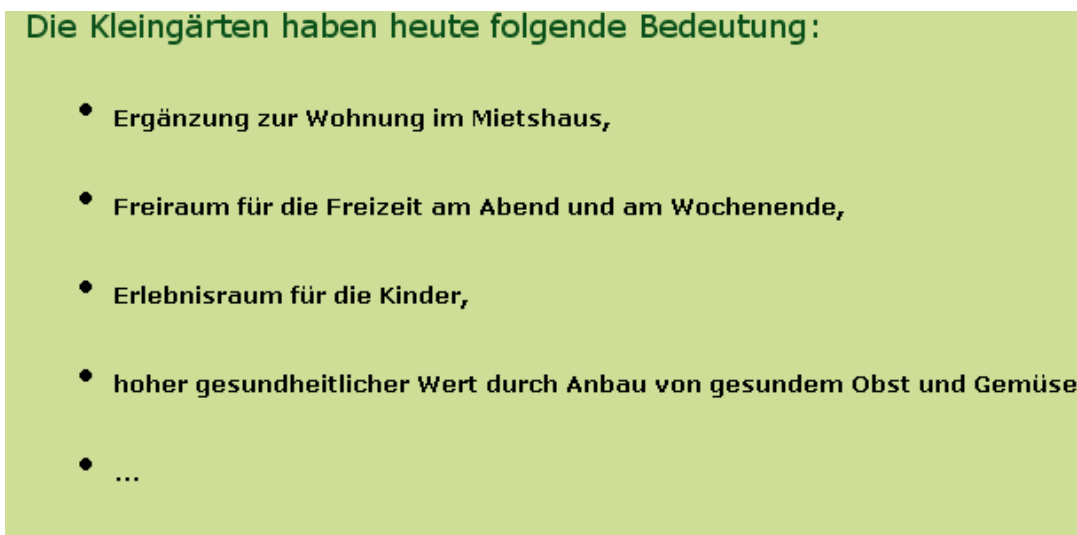 Die Kleingärten haben heute folgende Bedeutung:
• Ergänzung zur Wohnung im Mietshaus,
• Freiraum für die Freizeit am Abend und am Wochenende,
• Erlebnisraum für die Kinder,
• hoher gesundheitlicher Wert durch Anbau von gesundem Obst und Gemüse
• ...